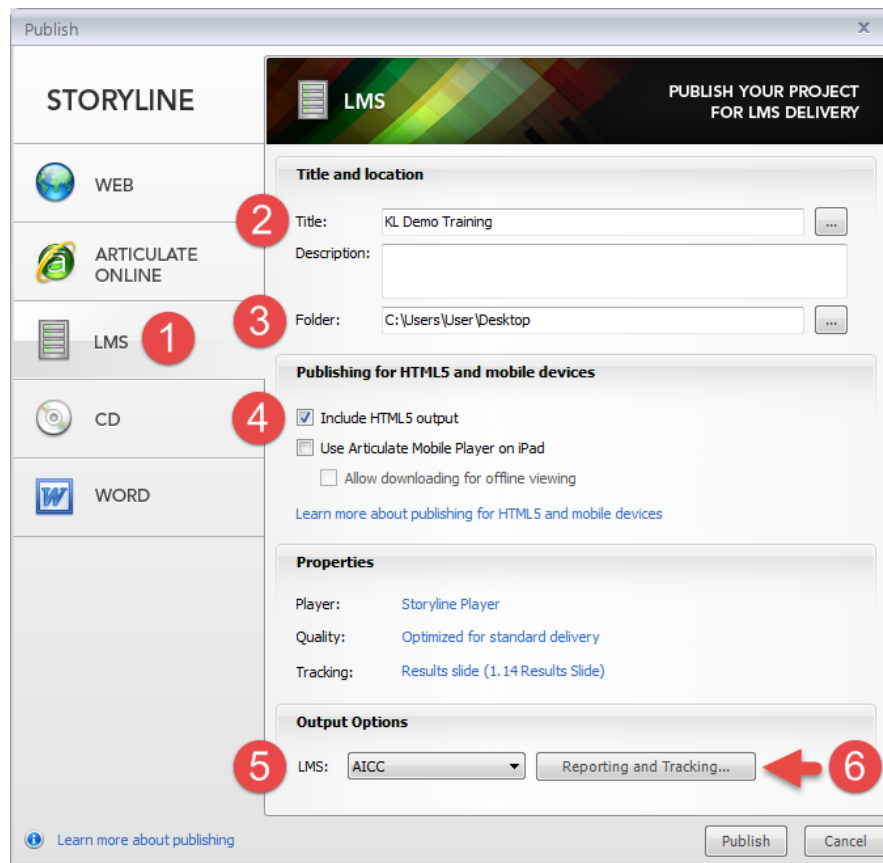 Publish
x
STORYLINE
WEB
ARTICULATE
ONLINE
1
LMS
CD
WORD
LMS
PUBLISH YOUR PROJECT
FOR LMS DELIVERY
Title and location
2
Title: KL Demo Training ...
Description:
3
Folder: C:\Users\User\Desktop ...
Publishing for HTML5 and mobile devices
4
Include HTML5 output
Use Articulate Mobile Player on iPad
Allow downloading for offline viewing
Learn more about publishing for HTML5 and mobile devices
Properties
Player: Storyline Player
Quality: Optimized for standard delivery
Tracking: Results slide (1.14 Results Slide)
Output Options
5
LMS: AICC Reporting and Tracking... 6
Learn more about publishing
Publish Cancel